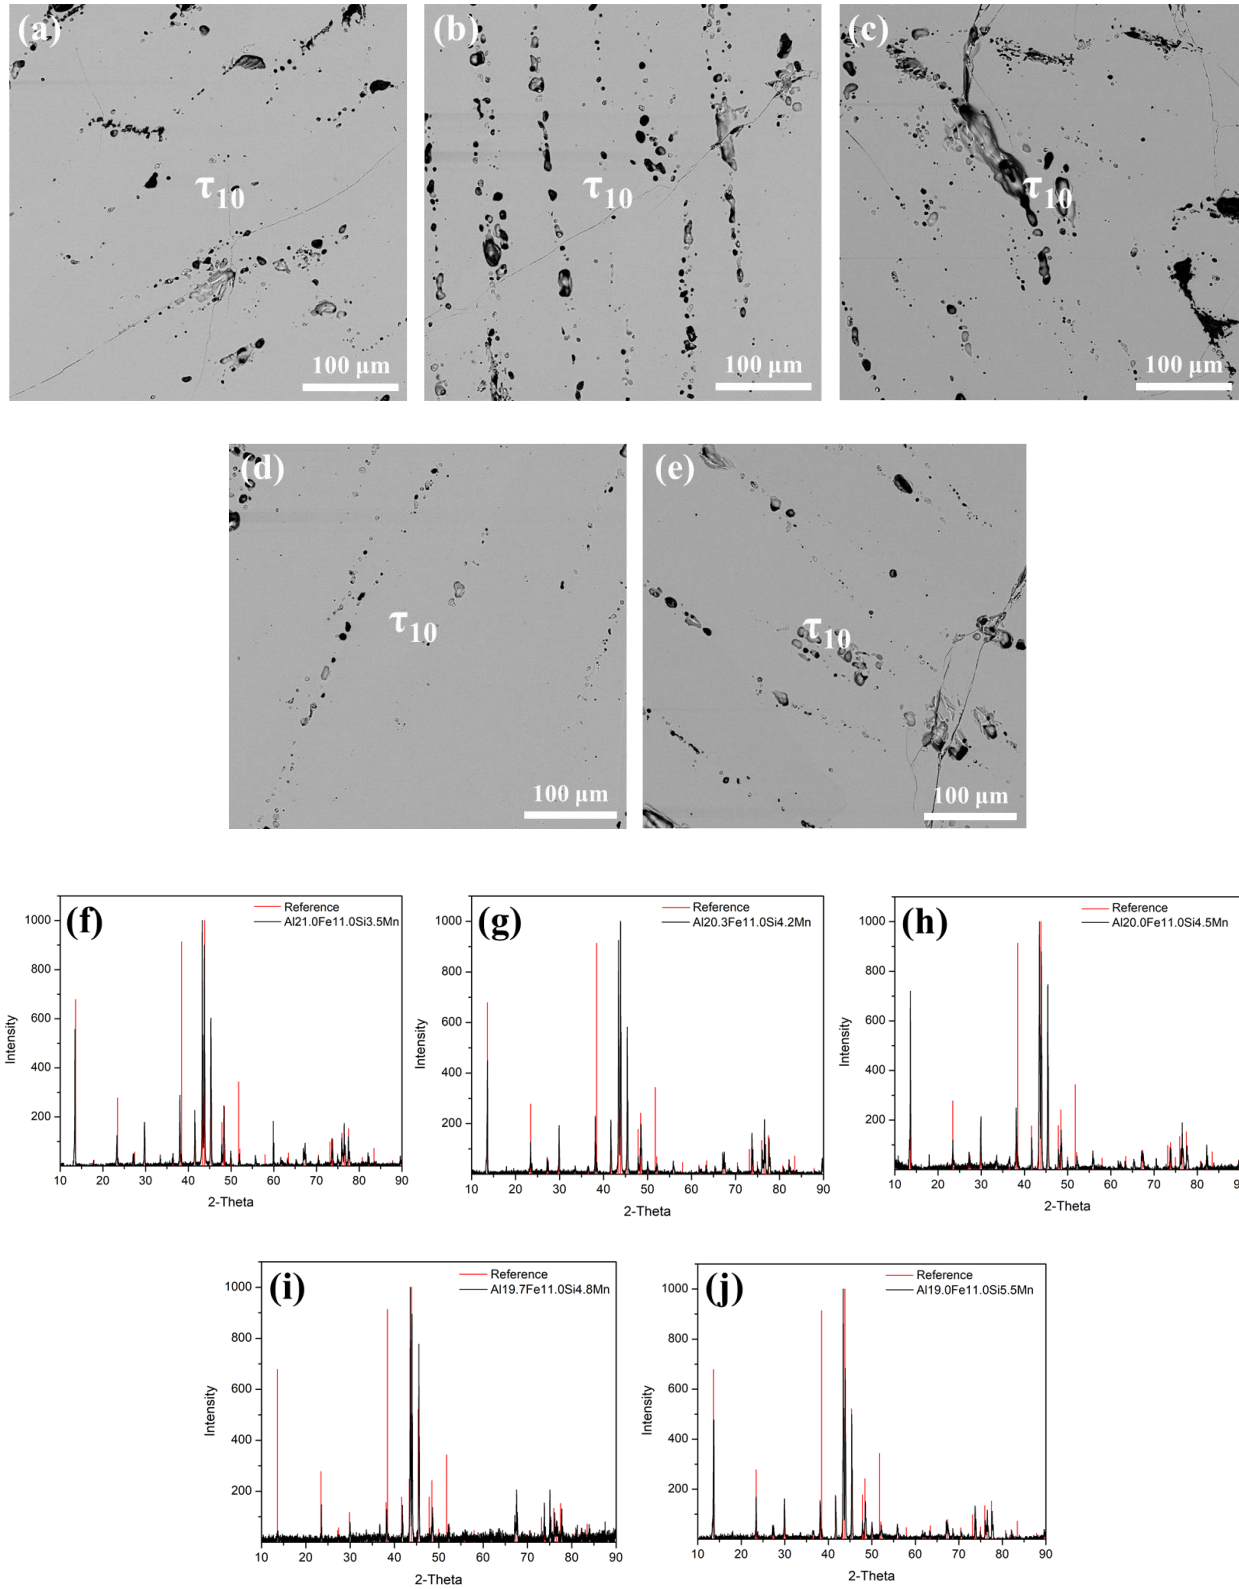 (a)
τ10
100 μm
(b)
τ10
100 μm
(c)
τ10
100 μm
(d)
τ10
100 μm
(e)
τ10
100 μm
(f)
Reference
Al21.0Fe11.0Si3.5Mn
1000
800
600
400
200
Intensity
10 20 30 40 50 60 70 80 90
2-Theta
(g)
Reference
Al20.3Fe11.0Si4.2Mn
1000
800
600
400
200
Intensity
10 20 30 40 50 60 70 80 90
2-Theta
(h)
Reference
Al20.0Fe11.0Si4.5Mn
1000
800
600
400
200
Intensity
10 20 30 40 50 60 70 80 90
2-Theta
(i)
Reference
Al19.7Fe11.0Si4.8Mn
1000
800
600
400
200
Intensity
10 20 30 40 50 60 70 80 90
2-Theta
(j)
Reference
Al19.0Fe11.0Si5.5Mn
1000
800
600
400
200
Intensity
10 20 30 40 50 60 70 80 90
2-Theta